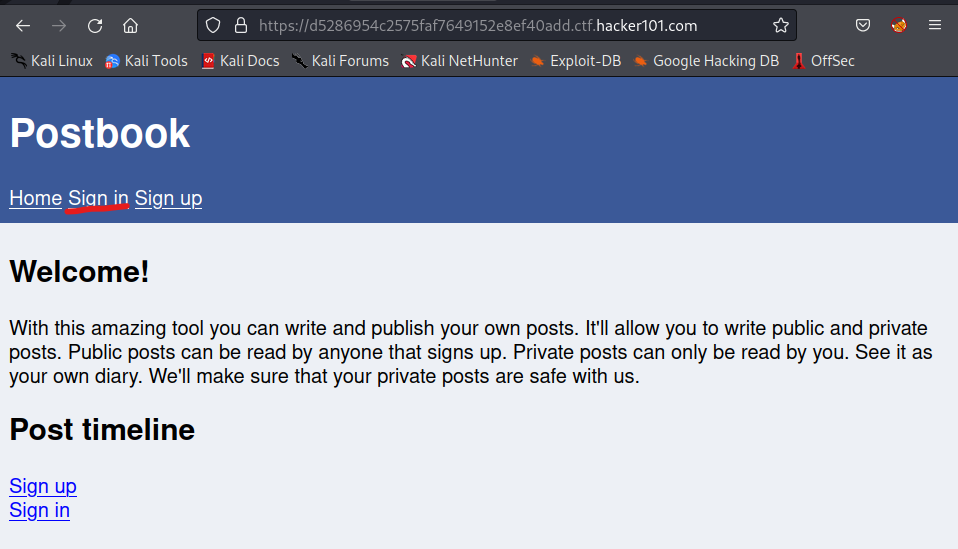 https://d5286954c2575faf7649152e8ef40add.ctf.hacker101.com
Kali Linux Kali Tools Kali Docs Kali Forums Kali NetHunter Exploit-DB Google Hacking DB OffSec
Postbook
Home Sign in Sign up
Welcome!
With this amazing tool you can write and publish your own posts. It'll allow you to write public and private
posts. Public posts can be read by anyone that signs up. Private posts can only be read by you. See it as
your own diary. We'll make sure that your private posts are safe with us.
Post timeline
Sign up
Sign in